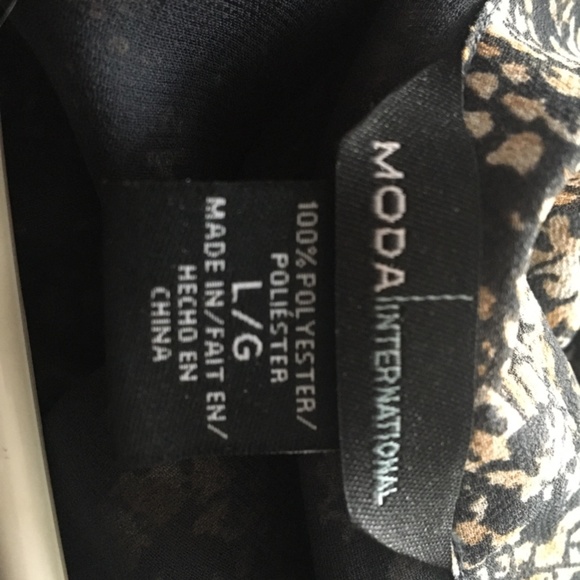 MODA INTERNATIONAL
100% POLYESTER/
POLIÉSTER
L/G
MADE IN/FAIT EN/
HECHO EN
CHINA